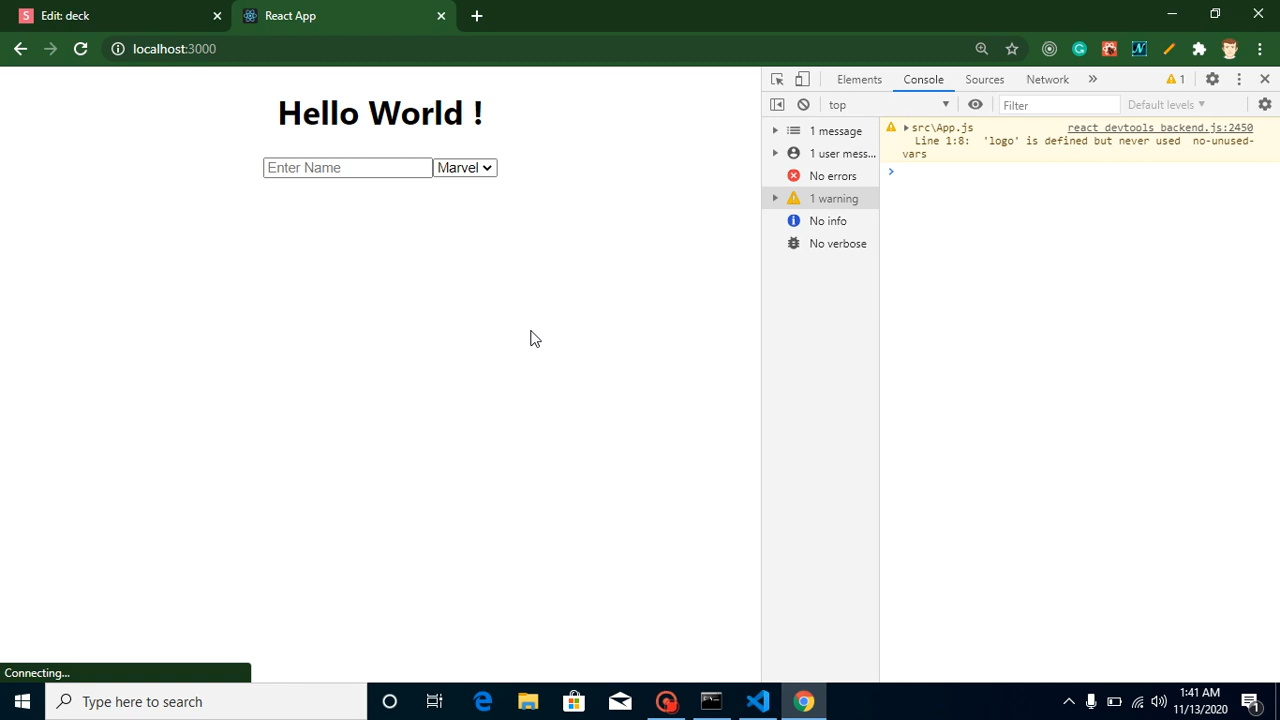 Edit: deck
React App
localhost:3000
Elements
Console
Sources
Network
1
top
Filter
Default levels
1 message
1 user mess...
No errors
1 warning
No info
No verbose
src\App.js react_devtools_backend.js:2450
Line 1:8: 'logo' is defined but never used no-unused-
vars
Hello World !
Enter Name
Marvel
Connecting...
Type here to search
1:41 AM
11/13/2020
1